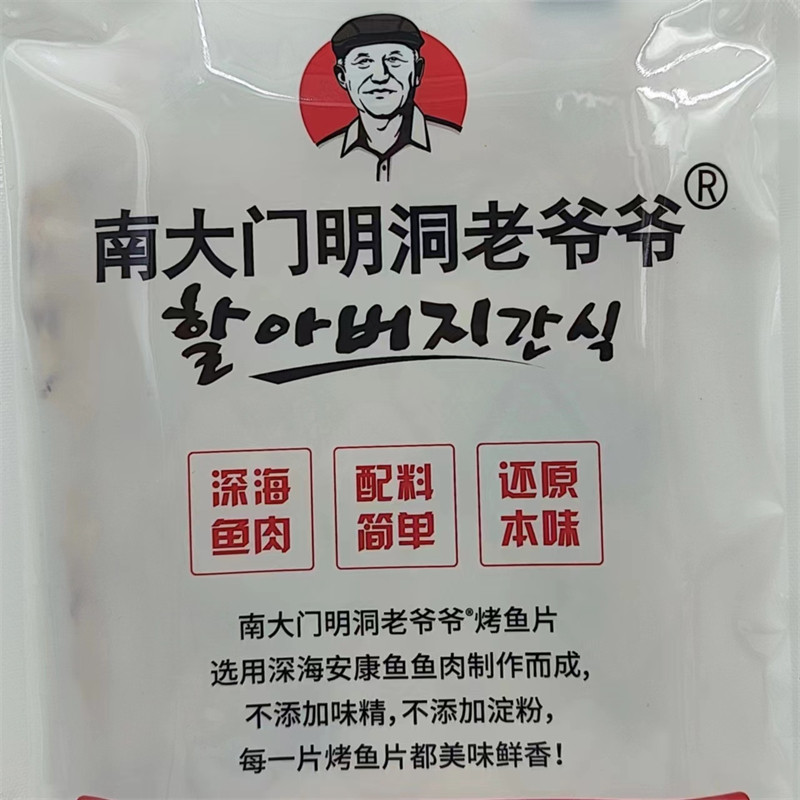 南大门明洞老爷爷®
할아버지간식
深海
鱼肉
配料
简单
还原
本味
南大门明洞老爷爷®烤鱼片
选用深海安康鱼鱼肉制作而成,
不添加味精,不添加淀粉,
每一片烤鱼片都美味鲜香!